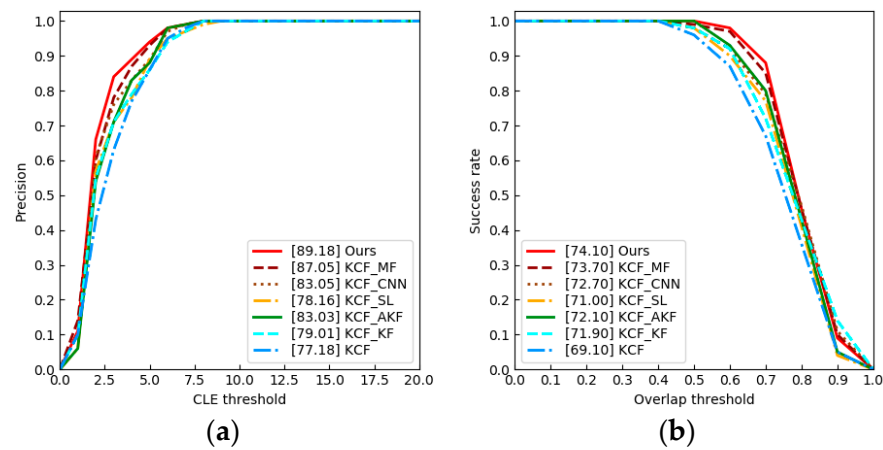 1.0
0.9
0.8
0.7
0.6
0.5
0.4
0.3
0.2
0.1
0.0
Precision
[89.18] Ours
[87.05] KCF_MF
[83.05] KCF_CNN
[78.16] KCF_SL
[83.03] KCF_AKF
[79.01] KCF_KF
[77.18] KCF
0.0 2.5 5.0 7.5 10.0 12.5 15.0 17.5 20.0
CLE threshold
(a)
1.0
0.9
0.8
0.7
0.6
0.5
0.4
0.3
0.2
0.1
0.0
Success rate
[74.10] Ours
[73.70] KCF_MF
[72.70] KCF_CNN
[71.00] KCF_SL
[72.10] KCF_AKF
[71.90] KCF_KF
[69.10] KCF
0.0 0.1 0.2 0.3 0.4 0.5 0.6 0.7 0.8 0.9 1.0
Overlap threshold
(b)